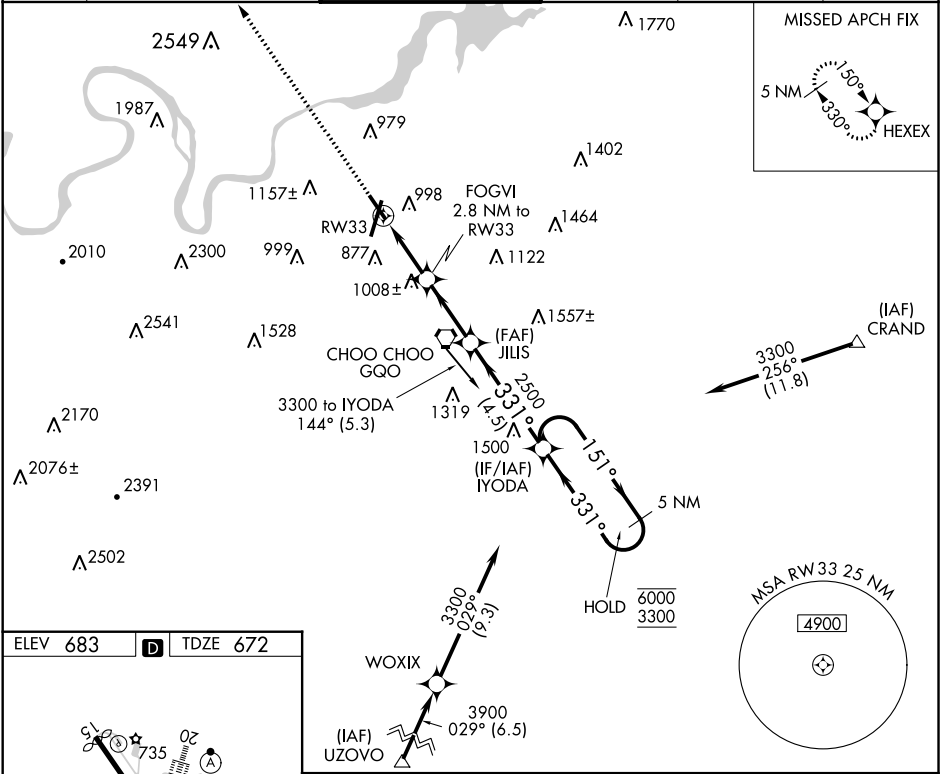 2549
1770
MISSED APCH FIX
5 NM
150°
330°
HEXEX
1987
979
1402
1157±
998
FOGVI
2.8 NM to
RW33
1464
RW33
2010
2300
999
877
1122
1008±
2541
1528
1557±
(IAF)
CRAND
(FAF)
JILIS
CHOO CHOO
GQO
3300
256°
(11.8)
2500
331°
(4.5)
3300 to IYODA
144° (5.3)
1319
2170
1500
(IF/IAF)
IYODA
151°
2076±
2391
331°
5 NM
2502
HOLD
6000
3300
MSA RW33 25 NM
4900
3300
029°
(9.3)
ELEV 683
D
TDZE 672
WOXIX
3900
029° (6.5)
(IAF)
UZOVO
15
P
735
20
A